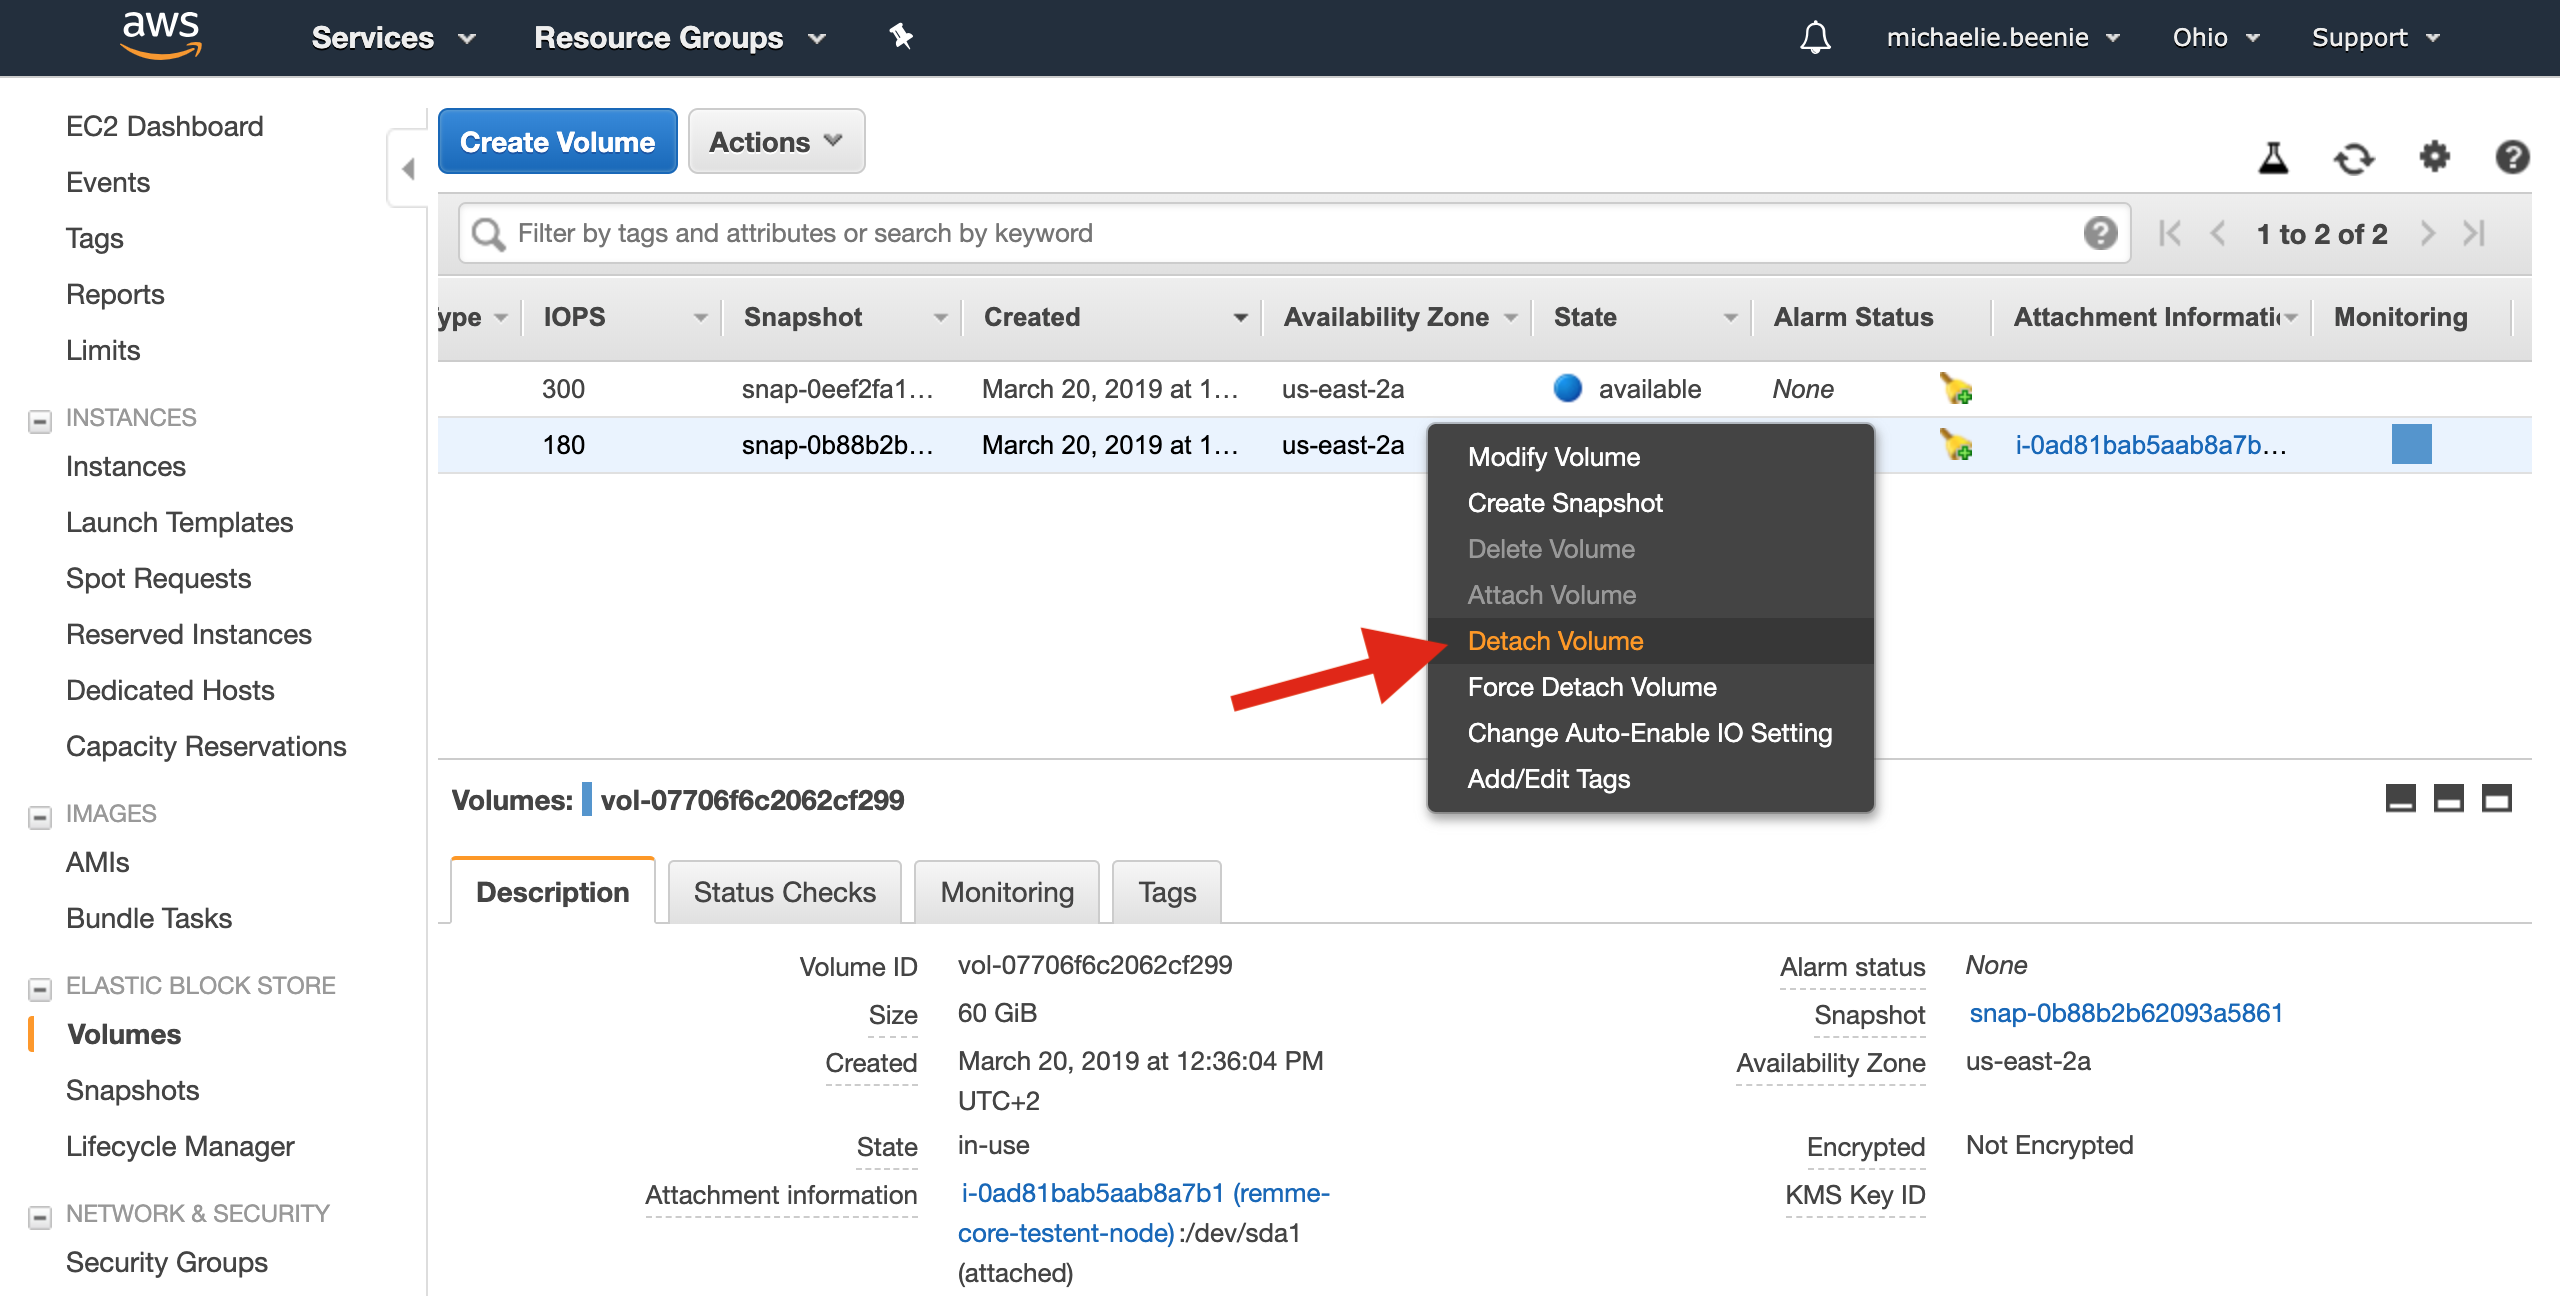 aws
Services
Resource Groups
michaelie.beenie
Ohio
Support
EC2 Dashboard
Events
Tags
Reports
Limits
INSTANCES
Instances
Launch Templates
Spot Requests
Reserved Instances
Dedicated Hosts
Capacity Reservations
IMAGES
AMIs
Bundle Tasks
ELASTIC BLOCK STORE
Volumes
Snapshots
Lifecycle Manager
NETWORK & SECURITY
Security Groups
Create Volume
Actions
Filter by tags and attributes or search by keyword
1 to 2 of 2
ype IOPS Snapshot Created Availability Zone State Alarm Status Attachment Informati Monitoring
300 snap-0eef2fa1... March 20, 2019 at 1... us-east-2a available None
180 snap-0b88b2b... March 20, 2019 at 1... us-east-2a i-0ad81bab5aab8a7b...
Modify Volume
Create Snapshot
Delete Volume
Attach Volume
Detach Volume
Force Detach Volume
Change Auto-Enable IO Setting
Add/Edit Tags
Volumes: vol-07706f6c2062cf299
Description
Status Checks
Monitoring
Tags
Volume ID vol-07706f6c2062cf299
Size 60 GiB
Created March 20, 2019 at 12:36:04 PM
UTC+2
State in-use
Attachment information i-0ad81bab5aab8a7b1 (remme-
core-testent-node):/dev/sda1
(attached)
Alarm status None
Snapshot snap-0b88b2b62093a5861
Availability Zone us-east-2a
Encrypted Not Encrypted
KMS Key ID